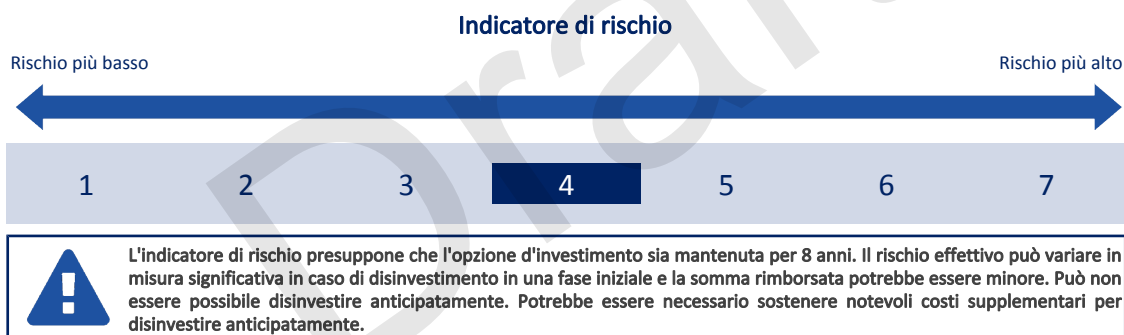 Indicatore di rischio
Rischio più basso
Rischio più alto
1 2 3 4 5 6 7
L'indicatore di rischio presuppone che l'opzione d'investimento sia mantenuta per 8 anni. Il rischio effettivo può variare in
misura significativa in caso di disinvestimento in una fase iniziale e la somma rimborsata potrebbe essere minore. Può non
essere possibile disinvestire anticipatamente. Potrebbe essere necessario sostenere notevoli costi supplementari per
disinvestire anticipatamente.